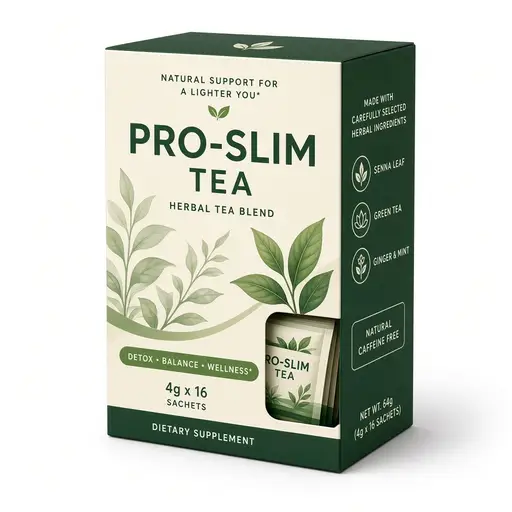 NATURAL SUPPORT FOR
A LIGHTER YOU*
PRO-SLIM
TEA
HERBAL TEA BLEND
DETOX • BALANCE • WELLNESS*
4g x 16
SACHETS
DIETARY SUPPLEMENT
RO-SLIM
TEA
MADE WITH
CAREFULLY SELECTED
HERBAL INGREDIENTS
SENNA LEAF
GREEN TEA
GINGER & MINT
NATURAL
CAFFEINE FREE
NET WT. 64g
(4g x 16 SACHETS)